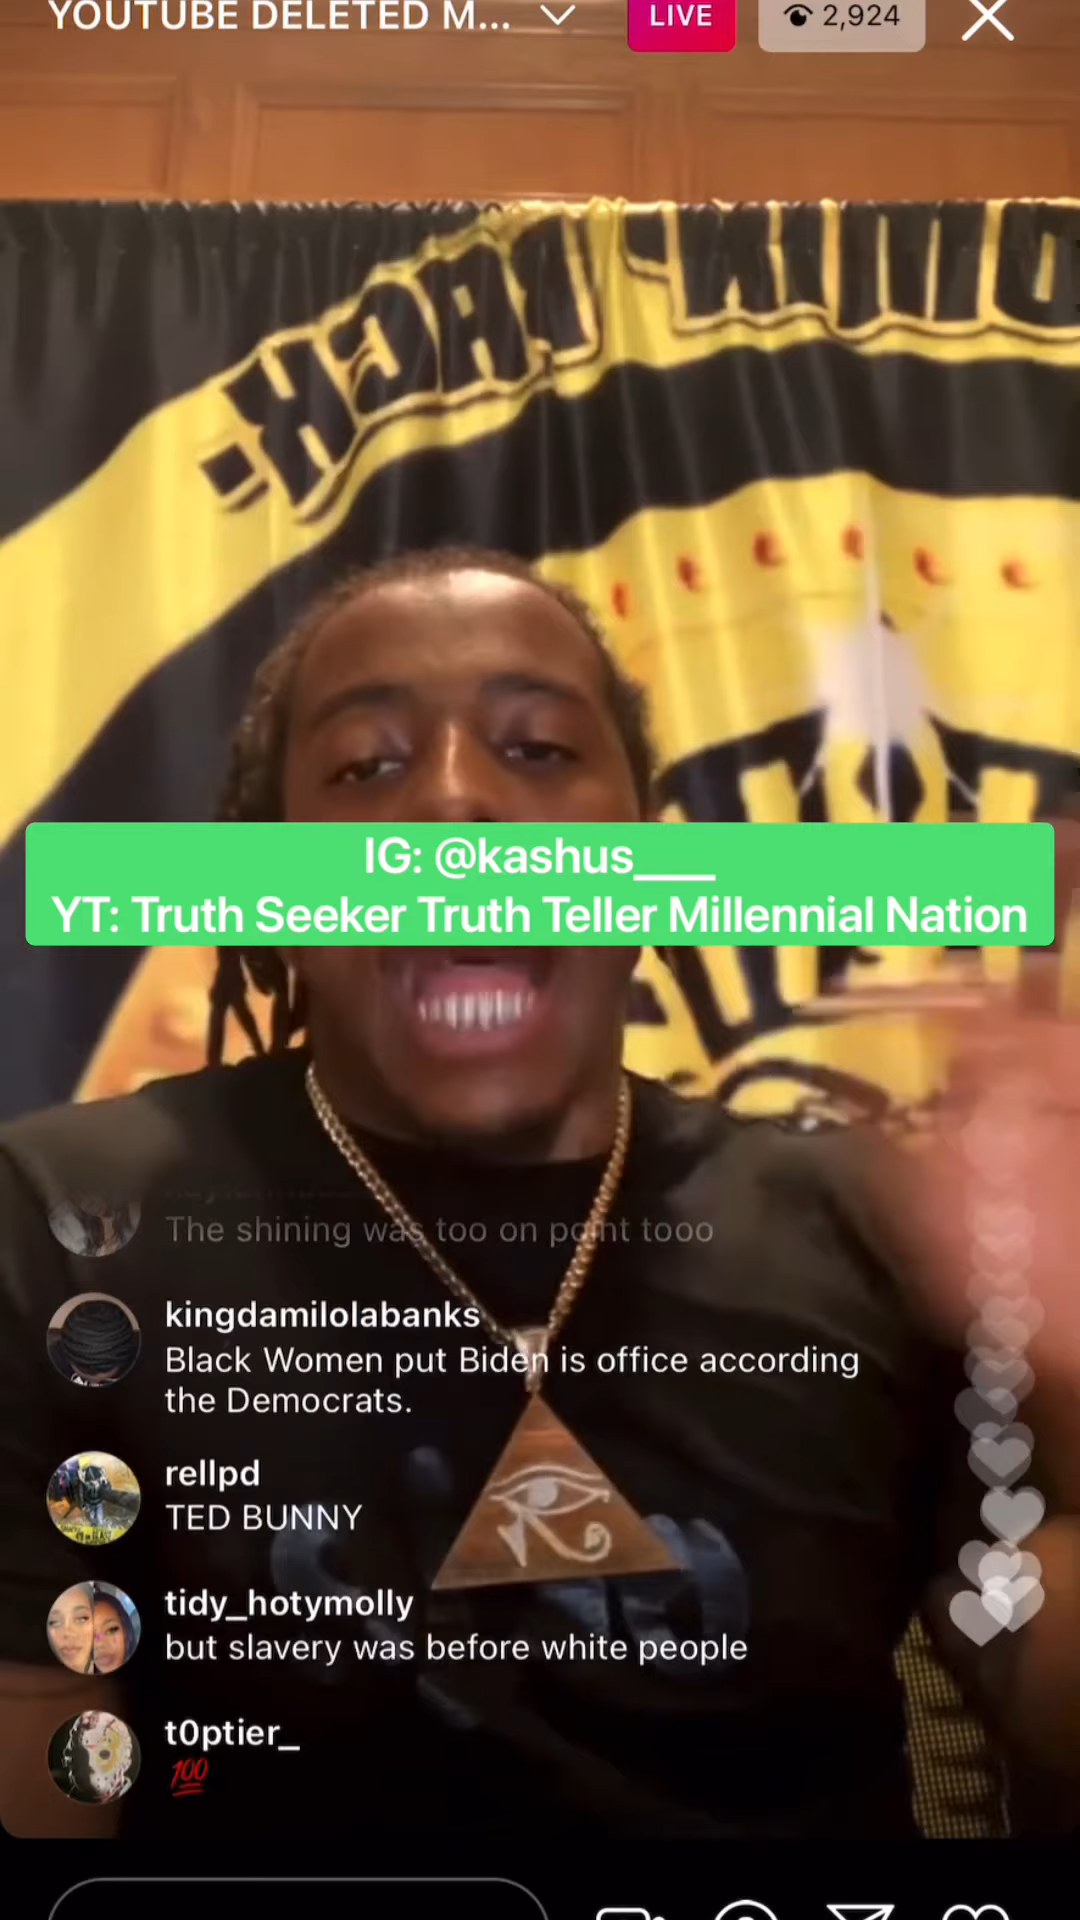 YOUTUBE DELETED M...
LIVE
2,924
IG: @kashus____
YT: Truth Seeker Truth Teller Millennial Nation
The shining was too on point tooo
kingdamilolabanks
Black Women put Biden is office according
the Democrats.
rellpd
TED BUNNY
tidy_hotymolly
but slavery was before white people
t0ptier_
💯